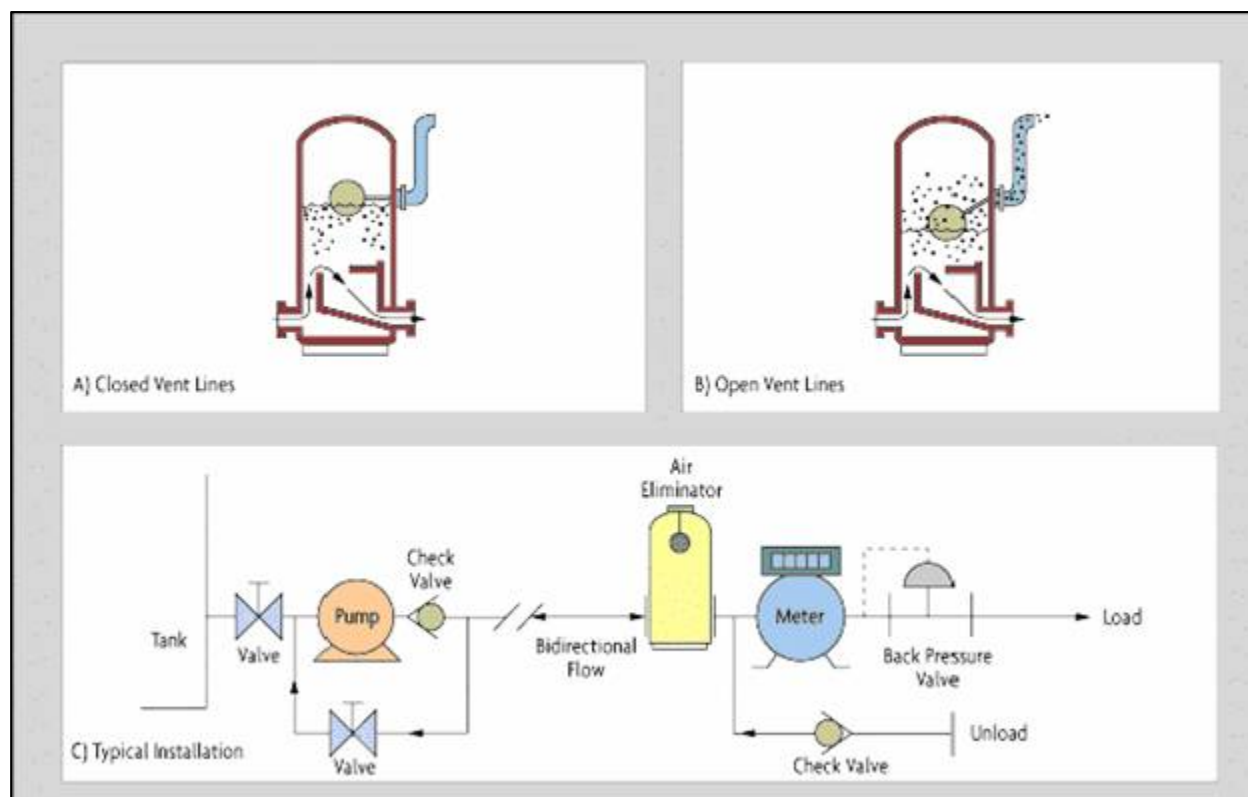 A) Closed Vent Lines
B) Open Vent Lines
Air
Eliminator
Check
Valve
Pump
Meter
Load
Tank
Valve
Bidirectional
Flow
Back Pressure
Valve
Unload
C) Typical Installation
Valve
Check Valve